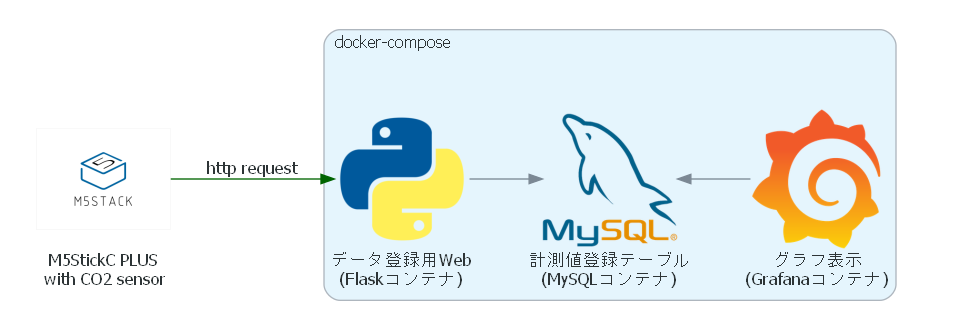 docker-compose
http request
M5STACK
M5StickC PLUS
with CO2 sensor
データ登録用Web
(Flaskコンテナ)
MySQL®
計測値登録テーブル
(MySQLコンテナ)
グラフ表示
(Grafanaコンテナ)